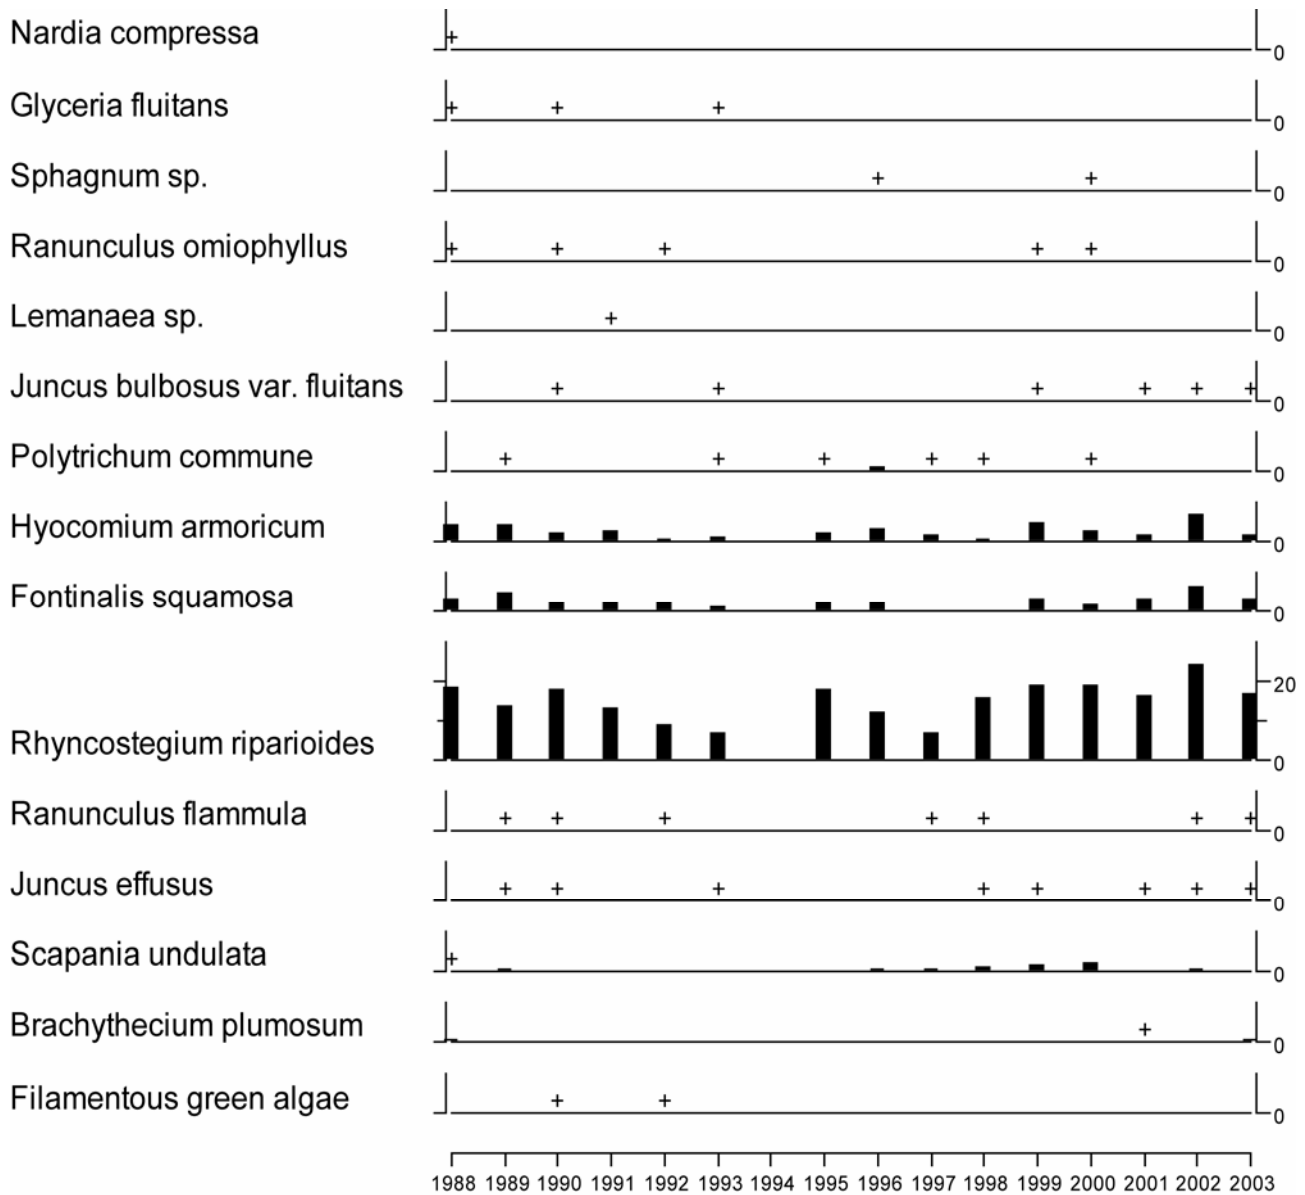 Nardia compressa
0
Glyceria fluitans
0
Sphagnum sp.
0
Ranunculus omiophyllus
0
Lemanaea sp.
0
Juncus bulbosus var. fluitans
0
Polytrichum commune
0
Hyocomium armoricum
0
Fontinalis squamosa
0
20
Rhyncostegium riparioides
0
Ranunculus flammula
0
Juncus effusus
0
Scapania undulata
0
Brachythecium plumosum
0
Filamentous green algae
0
1988 1989 1990 1991 1992 1993 1994 1995 1996 1997 1998 1999 2000 2001 2002 2003